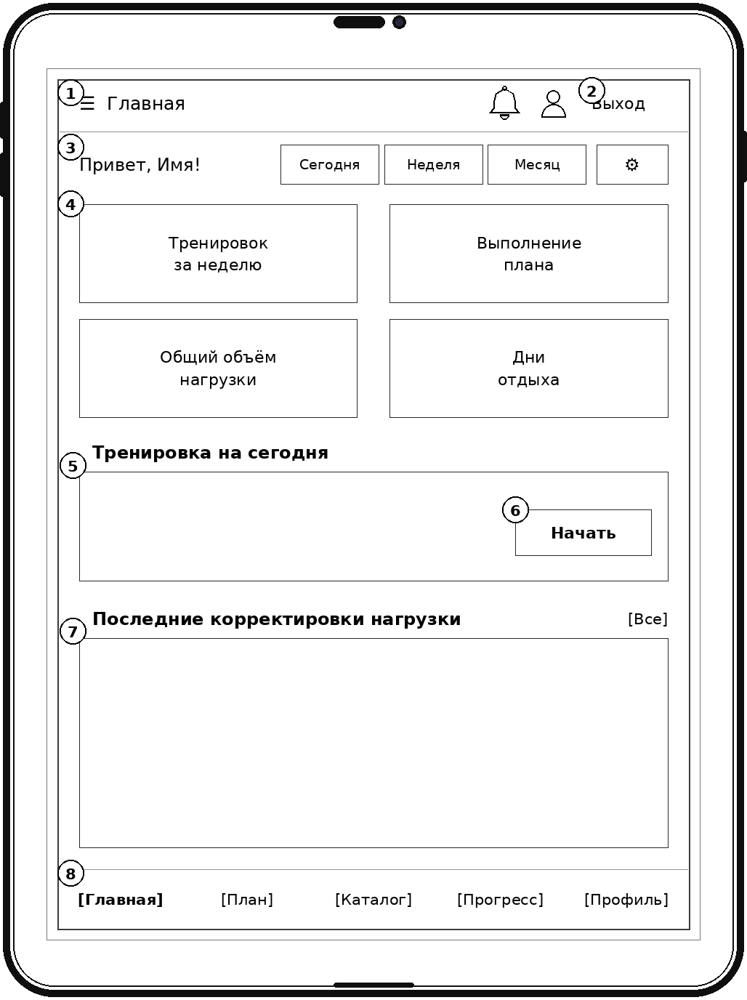 1
☰ Главная
2
Выход
3
Привет, Имя!
Сегодня
Неделя
Месяц
⚙
4
Тренировок
за неделю
Выполнение
плана
Общий объём
нагрузки
Дни
отдыха
Тренировка на сегодня
5
6
Начать
Последние корректировки нагрузки
[Все]
7
8
[Главная] [План] [Каталог] [Прогресс] [Профиль]